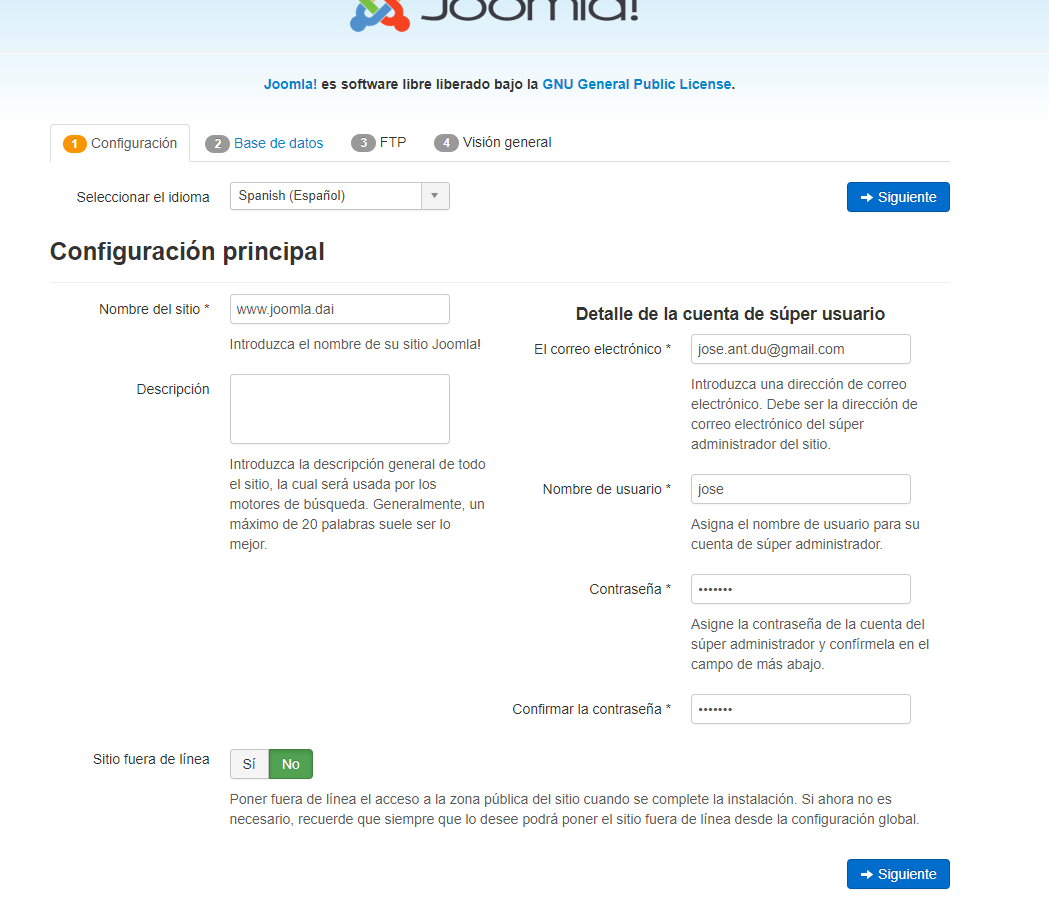 Joomla!
Joomla! es software libre liberado bajo la GNU General Public License.
1 Configuración 2 Base de datos 3 FTP 4 Visión general
Seleccionar el idioma Spanish (Español)
Siguiente
Configuración principal
Nombre del sitio * www.joomla.dai
Introduzca el nombre de su sitio Joomla!
Descripción
Introduzca la descripción general de todo
el sitio, la cual será usada por los
motores de búsqueda. Generalmente, un
máximo de 20 palabras suele ser lo
mejor.
Detalle de la cuenta de súper usuario
El correo electrónico * jose.ant.du@gmail.com
Introduzca una dirección de correo
electrónico. Debe ser la dirección de
correo electrónico del súper
administrador del sitio.
Nombre de usuario * jose
Asigna el nombre de usuario para su
cuenta de súper administrador.
Contraseña * •••••••
Asigne la contraseña de la cuenta del
súper administrador y confírmela en el
campo de más abajo.
Confirmar la contraseña * •••••••
Sitio fuera de línea Sí No
Poner fuera de línea el acceso a la zona pública del sitio cuando se complete la instalación. Si ahora no es
necesario, recuerde que siempre que lo desee podrá poner el sitio fuera de línea desde la configuración global.
Siguiente